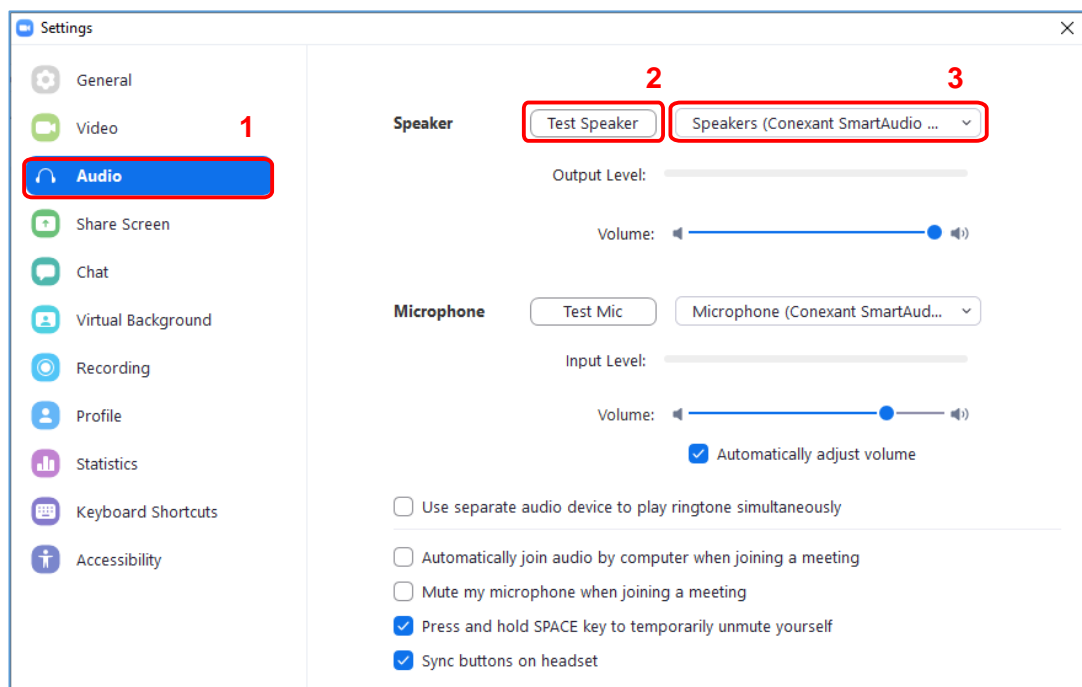 Settings
General
Video
Audio
Share Screen
Chat
Virtual Background
Recording
Profile
Statistics
Keyboard Shortcuts
Accessibility
1
2
3
Speaker
Test Speaker
Speakers (Conexant SmartAudio ...
Output Level:
Volume:
Microphone
Test Mic
Microphone (Conexant SmartAud...
Input Level:
Volume:
Automatically adjust volume
Use separate audio device to play ringtone simultaneously
Automatically join audio by computer when joining a meeting
Mute my microphone when joining a meeting
Press and hold SPACE key to temporarily unmute yourself
Sync buttons on headset